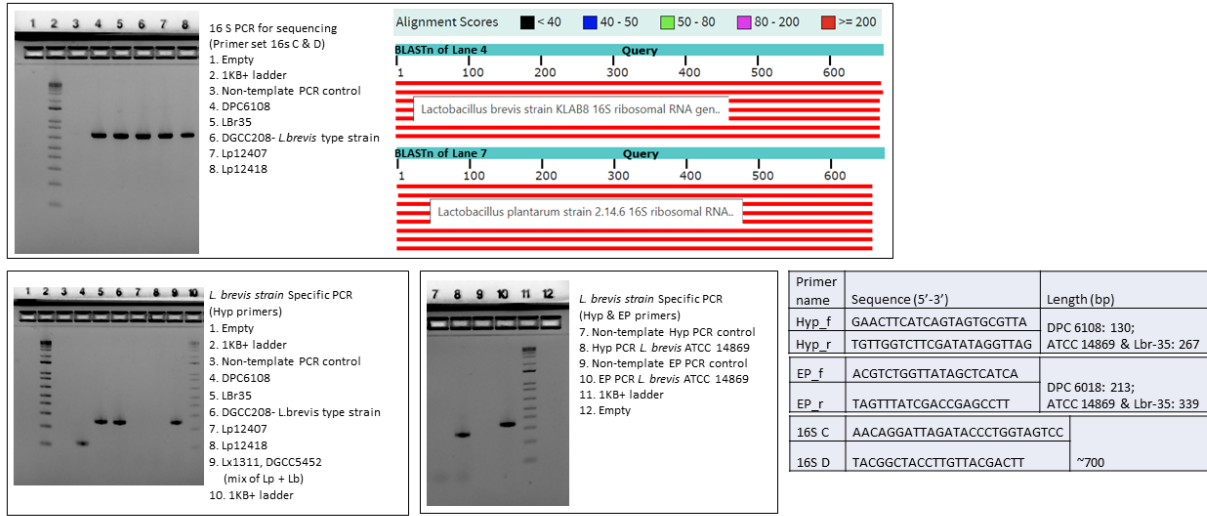 1 2 3 4 5 6 7 8
16 S PCR for sequencing
(Primer set 16s C & D)
1. Empty
2. 1KB+ ladder
3. Non-template PCR control
4. DPC6108
5. LBr35
6. DGCC208- L.brevis type strain
7. Lp12407
8. Lp12418
Alignment Scores < 40 40 - 50 50 - 80 80 - 200 >= 200
BLASTn of Lane 4 Query
1 100 200 300 400 500 600
Lactobacillus brevis strain KLAB8 16S ribosomal RNA gen..
BLASTn of Lane 7 Query
1 100 200 300 400 500 600
Lactobacillus plantarum strain 2.14.6 16S ribosomal RNA..
1 2 3 4 5 6 7 8 9 10
L. brevis strain Specific PCR
(Hyp primers)
1. Empty
2. 1KB+ ladder
3. Non-template PCR control
4. DPC6108
5. LBr35
6. DGCC208- L.brevis type strain
7. Lp12407
8. Lp12418
9. Lx1311, DGCC5452
(mix of Lp + Lb)
10. 1KB+ ladder
7 8 9 10 11 12
L. brevis strain Specific PCR
(Hyp & EP primers)
7. Non-template Hyp PCR control
8. Hyp PCR L. brevis ATCC 14869
9. Non-template EP PCR control
10. EP PCR L. brevis ATCC 14869
11. 1KB+ ladder
12. Empty
Primer name Sequence (5'-3') Length (bp)
Hyp_f GAACTTCATCAGTAGTGCGTTA
Hyp_r TGTTGGTCTTCGATATAGGTTAG
DPC 6108: 130;
ATCC 14869 & Lbr-35: 267
EP_f ACGTCTGGTTATAGCTCATCA
EP_r TAGTTTATCGACCGAGCCTT
DPC 6018: 213;
ATCC 14869 & Lbr-35: 339
16S C AACAGGATTAGATACCCTGGTAGTCC
16S D TACGGCTACCTTGTTACGACTT ~700